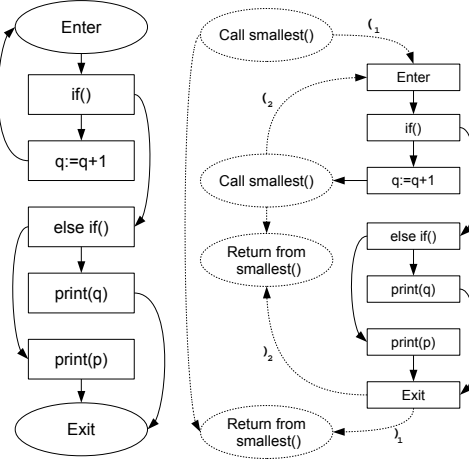 Enter
if()
q:=q+1
else if()
print(q)
print(p)
Exit
Call smallest()
(1
Enter
(2
if()
Call smallest()
q:=q+1
Return from
smallest()
else if()
print(q)
print(p)
)2
Exit
Return from
smallest()
)1